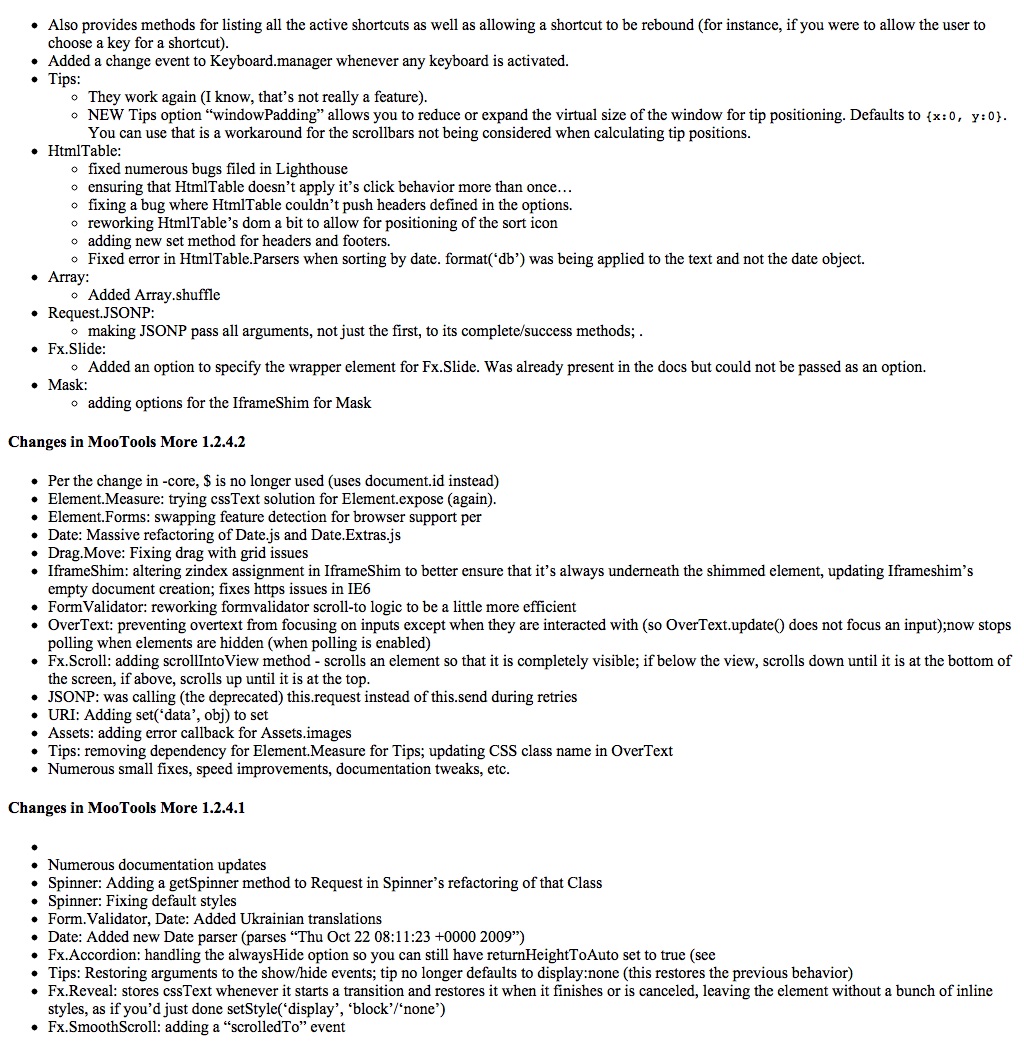 Also provides methods for listing all the active shortcuts as well as allowing a shortcut to be rebound (for instance, if you were to allow the user to
choose a key for a shortcut).
Added a change event to Keyboard.manager whenever any keyboard is activated.
Tips:
They work again (I know, that’s not really a feature).
NEW Tips option “windowPadding” allows you to reduce or expand the virtual size of the window for tip positioning. Defaults to {x:0, y:0}.
You can use that is a workaround for the scrollbars not being considered when calculating tip positions.
HtmlTable:
fixed numerous bugs filed in Lighthouse
ensuring that HtmlTable doesn’t apply it’s click behavior more than once…
fixing a bug where HtmlTable couldn’t push headers defined in the options.
reworking HtmlTable’s dom a bit to allow for positioning of the sort icon
adding new set method for headers and footers.
Fixed error in HtmlTable.Parsers when sorting by date. format(‘db’) was being applied to the text and not the date object.
Array:
Added Array.shuffle
Request.JSONP:
making JSONP pass all arguments, not just the first, to its complete/success methods; .
Fx.Slide:
Added an option to specify the wrapper element for Fx.Slide. Was already present in the docs but could not be passed as an option.
Mask:
adding options for the IframeShim for Mask
Changes in MooTools More 1.2.4.2
Per the change in -core, $ is no longer used (uses document.id instead)
Element.Measure: trying cssText solution for Element.expose (again).
Element.Forms: swapping feature detection for browser support per
Date: Massive refactoring of Date.js and Date.Extras.js
Drag.Move: Fixing drag with grid issues
IframeShim: altering zindex assignment in IframeShim to better ensure that it’s always underneath the shimmed element, updating Iframeshim’s
empty document creation; fixes https issues in IE6
FormValidator: reworking formvalidator scroll-to logic to be a little more efficient
OverText: preventing overtext from focusing on inputs except when they are interacted with (so OverText.update() does not focus an input);now stops
polling when elements are hidden (when polling is enabled)
Fx.Scroll: adding scrollIntoView method - scrolls an element so that it is completely visible; if below the view, scrolls down until it is at the bottom of
the screen, if above, scrolls up until it is at the top.
JSONP: was calling (the deprecated) this.request instead of this.send during retries
URI: Adding set(‘data’, obj) to set
Assets: adding error callback for Assets.images
Tips: removing dependency for Element.Measure for Tips; updating CSS class name in OverText
Numerous small fixes, speed improvements, documentation tweaks, etc.
Changes in MooTools More 1.2.4.1
Numerous documentation updates
Spinner: Adding a getSpinner method to Request in Spinner’s refactoring of that Class
Spinner: Fixing default styles
Form.Validator, Date: Added Ukrainian translations
Date: Added new Date parser (parses “Thu Oct 22 08:11:23 +0000 2009”)
Fx.Accordion: handling the alwaysHide option so you can still have returnHeightToAuto set to true (see
Tips: Restoring arguments to the show/hide events; tip no longer defaults to display:none (this restores the previous behavior)
Fx.Reveal: stores cssText whenever it starts a transition and restores it when it finishes or is canceled, leaving the element without a bunch of inline
styles, as if you’d just done setStyle(‘display’, ‘block’/‘none’)
Fx.SmoothScroll: adding a “scrolledTo” event